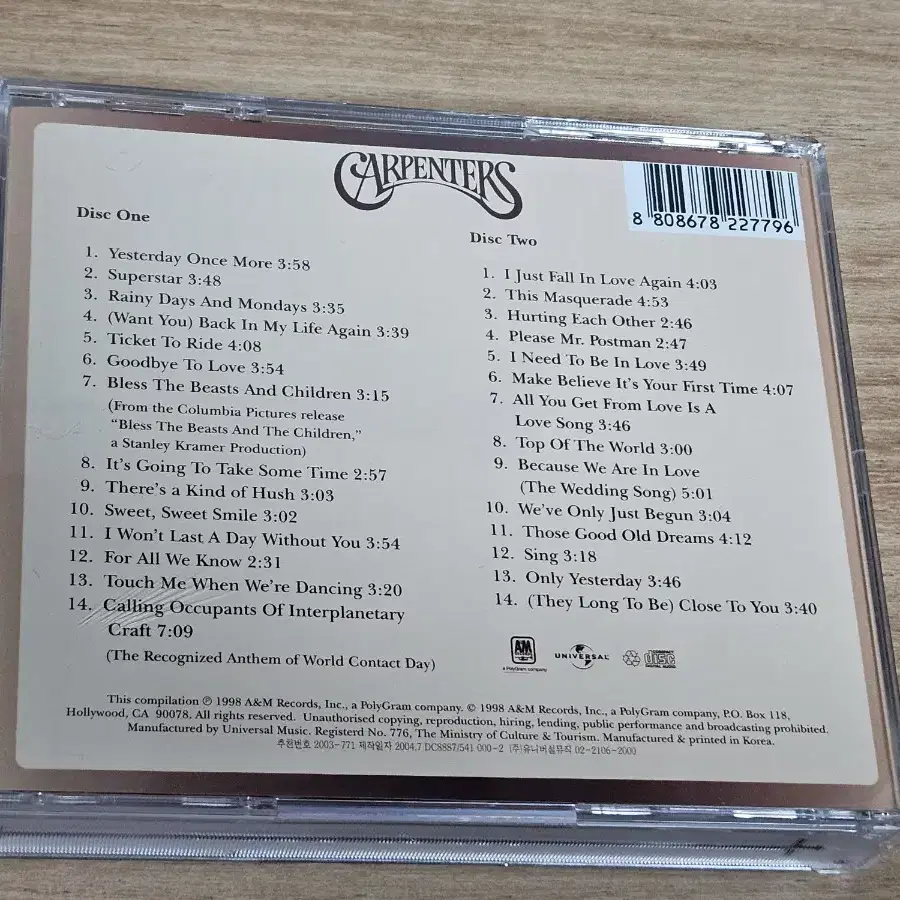 CARPENTERS
8 808678 227796
Disc One
1. Yesterday Once More 3:58
2. Superstar 3:48
3. Rainy Days And Mondays 3:35
4. (Want You) Back In My Life Again 3:39
5. Ticket To Ride 4:08
6. Goodbye To Love 3:54
7. Bless The Beasts And Children 3:15
(From the Columbia Pictures release
"Bless The Beasts And The Children,"
a Stanley Kramer Production)
8. It's Going To Take Some Time 2:57
9. There's a Kind of Hush 3:03
10. Sweet, Sweet Smile 3:02
11. I Won't Last A Day Without You 3:54
12. For All We Know 2:31
13. Touch Me When We're Dancing 3:20
14. Calling Occupants Of Interplanetary
Craft 7:09
(The Recognized Anthem of World Contact Day)
Disc Two
1. I Just Fall In Love Again 4:03
2. This Masquerade 4:53
3. Hurting Each Other 2:46
4. Please Mr. Postman 2:47
5. I Need To Be In Love 3:49
6. Make Believe It's Your First Time 4:07
7. All You Get From Love Is A
Love Song 3:46
8. Top Of The World 3:00
9. Because We Are In Love
(The Wedding Song) 5:01
10. We've Only Just Begun 3:04
11. Those Good Old Dreams 4:12
12. Sing 3:18
13. Only Yesterday 3:46
14. (They Long To Be) Close To You 3:40
A&M
a PolyGram company
UNIVERSAL
COMPACT
disc
DIGITAL AUDIO
This compilation ℗ 1998 A&M Records, Inc., a PolyGram company. © 1998 A&M Records, Inc., a PolyGram company, P.O. Box 118,
Hollywood, CA 90078. All rights reserved. Unauthorised copying, reproduction, hiring, lending, public performance and broadcasting prohibited.
Manufactured by Universal Music. Registerd No. 776, The Ministry of Culture & Tourism. Manufactured & printed in Korea.
추천번호 2003-771 제작일자 2004.7 DC8887/541 000-2 (주)유니버설뮤직 02-2106-2000